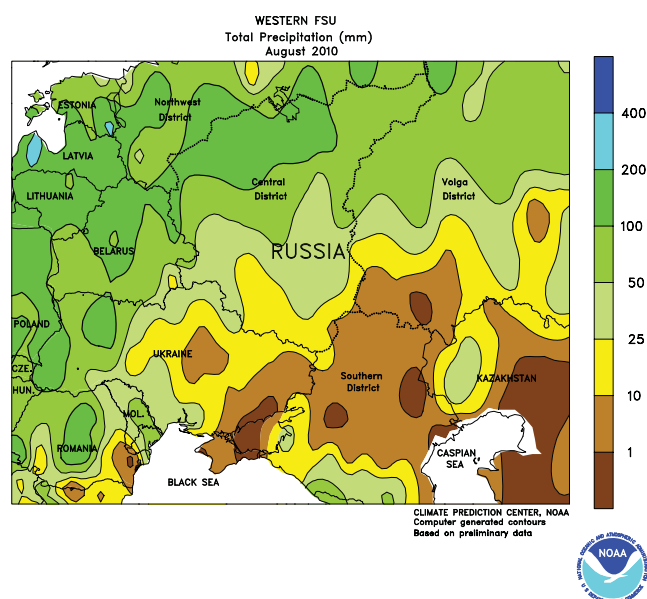 WESTERN FSU
Total Precipitation (mm)
August 2010
ESTONIA
Northwest
District
LATVIA
LITHUANIA
Central
District
Volga
District
BELARUS
RUSSIA
POLAND
UKRAINE
CZE.
HUN.
Southern
District
KAZAKHSTAN
MOL.
ROMANIA
CASPIAN
SEA
BLACK SEA
400
200
100
50
25
10
1
CLIMATE PREDICTION CENTER, NOAA
Computer generated contours
Based on preliminary data
NOAA